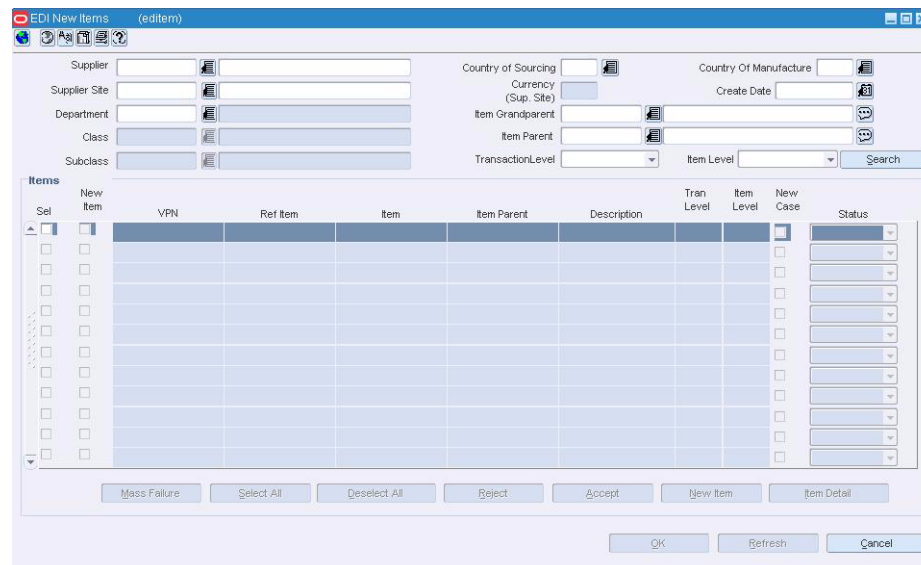 EDI New Items (editem)
Supplier Country of Sourcing Country Of Manufacture
Supplier Site Currency (Sup. Site) Create Date
Department Item Grandparent
Class Item Parent
Subclass TransactionLevel Item Level Search
Items
Sel New Item VPN Ref Item Item Item Parent Description Tran Level Item Level New Case Status
Mass Failure Select All Deselect All Reject Accept New Item Item Detail
OK Refresh Cancel